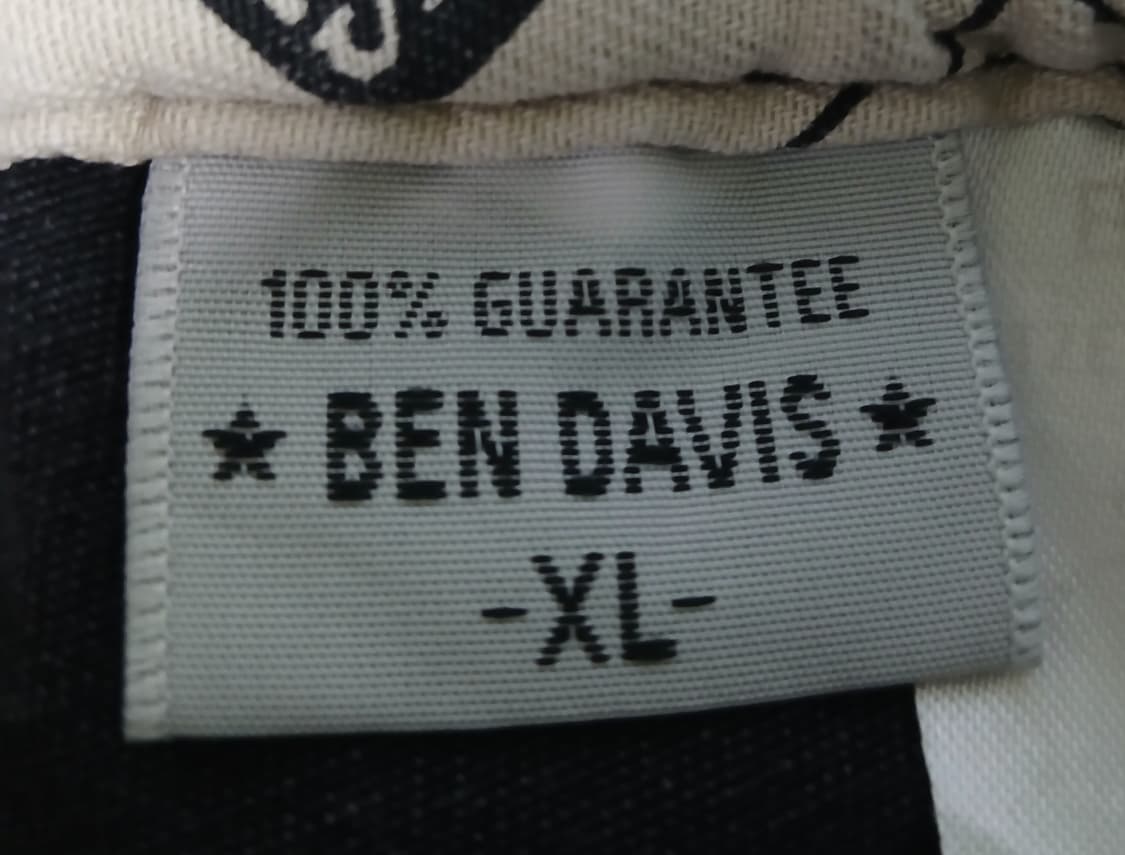 100% GUARANTEE
★ BEN DAVIS ★
-XL-